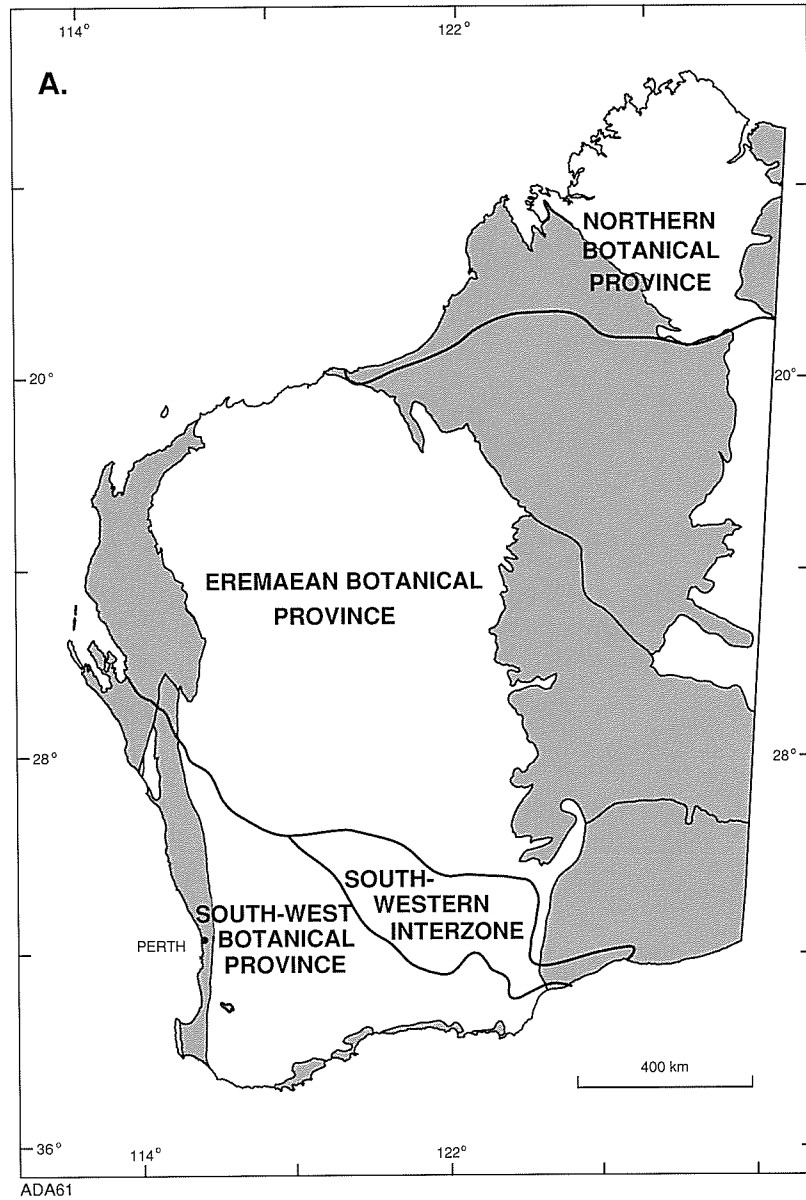 114°
122°
A.
NORTHERN
BOTANICAL
PROVINCE
20°
20°
EREMAEAN BOTANICAL
PROVINCE
28°
28°
SOUTH-
WESTERN
INTERZONE
SOUTH-WEST
BOTANICAL
PROVINCE
PERTH
400 km
36°
114°
122°
ADA61